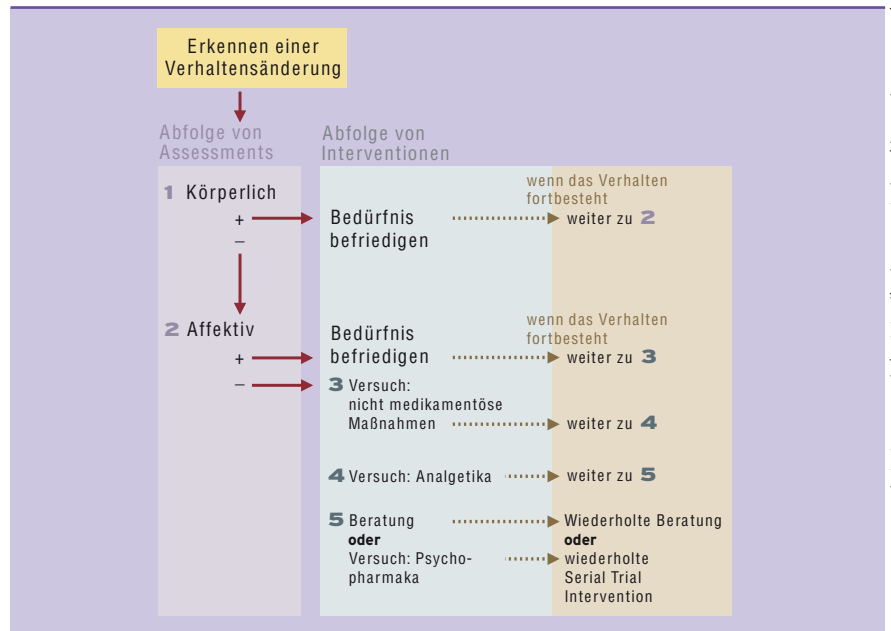 Erkennen einer
Verhaltensänderung
Abfolge von
Assessments
Abfolge von
Interventionen
1 Körperlich
+
–
Bedürfnis
befriedigen
wenn das Verhalten
fortbesteht
weiter zu 2
2 Affektiv
+
–
Bedürfnis
befriedigen
wenn das Verhalten
fortbesteht
weiter zu 3
3 Versuch:
nicht medikamentöse
Maßnahmen
weiter zu 4
4 Versuch: Analgetika
weiter zu 5
5 Beratung
oder
Versuch: Psycho-
pharmaka
Wiederholte Beratung
oder
wiederholte
Serial Trial
Intervention